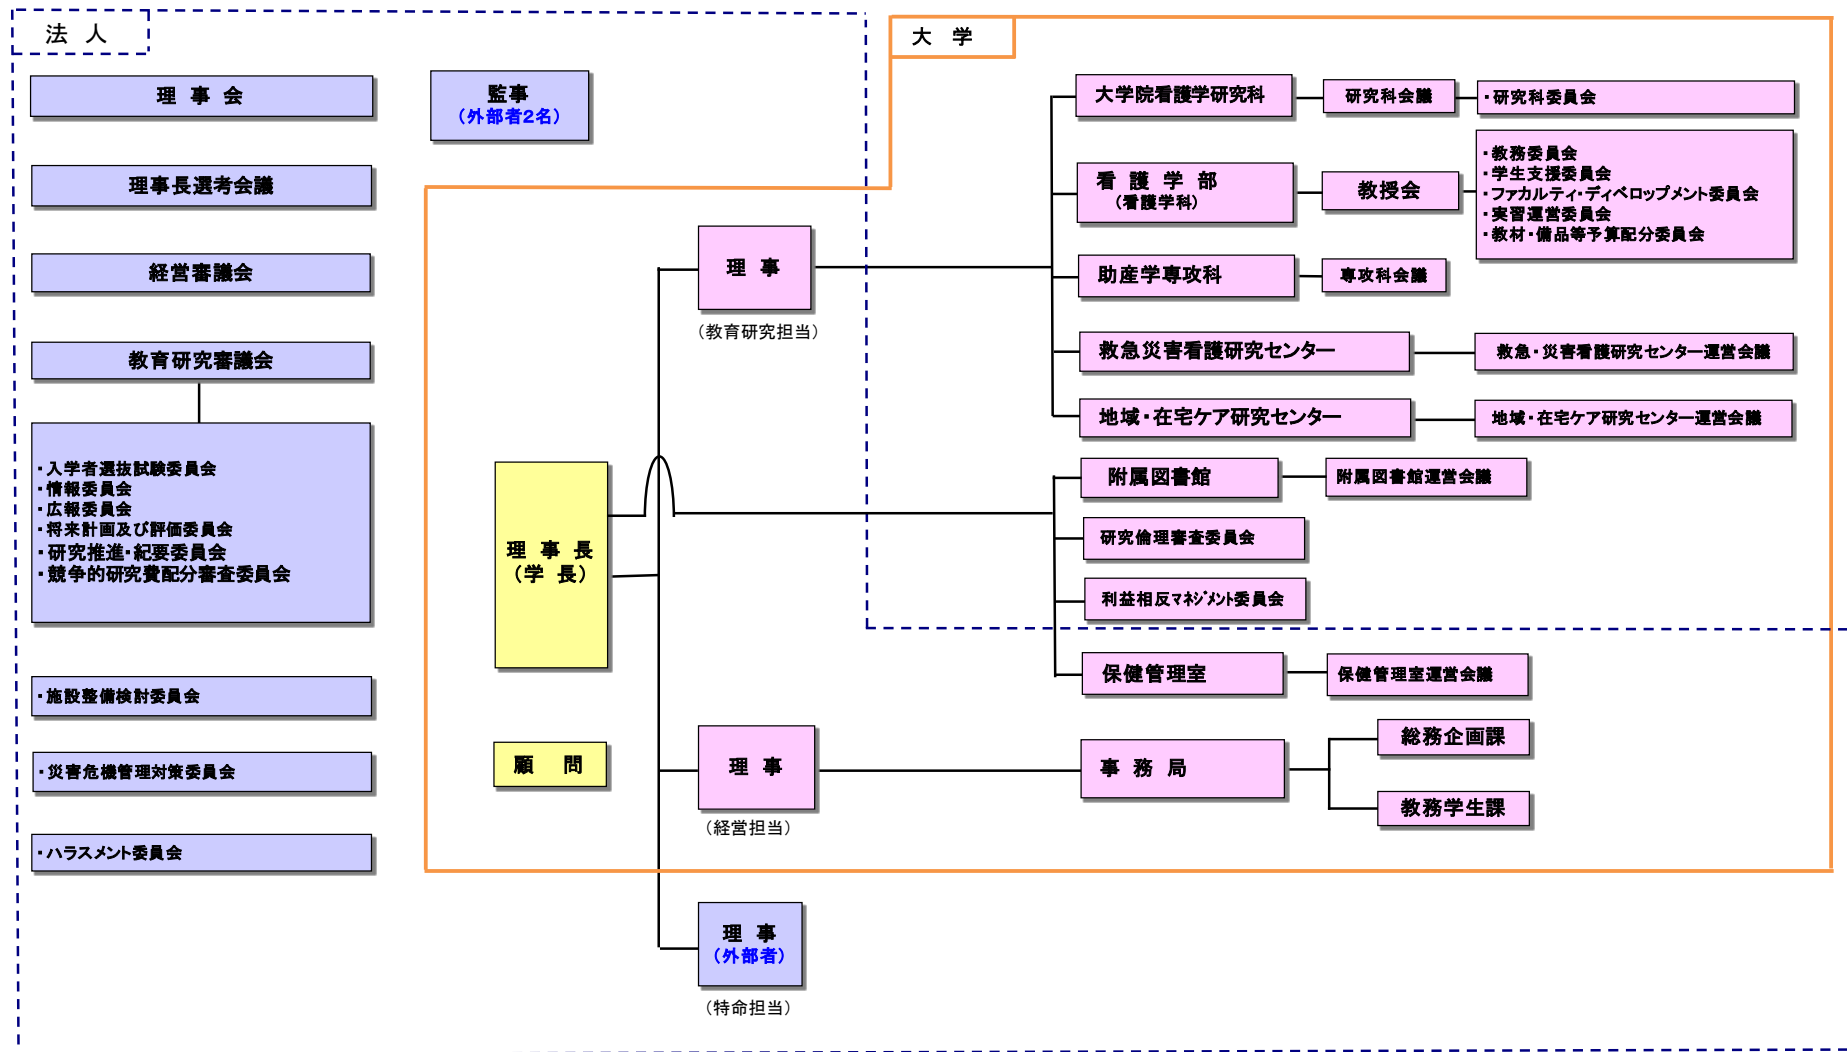 法 人
理 事 会
監事
(外部者2名)
理事長選考会議
経営審議会
教育研究審議会
・入学者選抜試験委員会
・情報委員会
・広報委員会
・将来計画及び評価委員会
・研究推進・紀要委員会
・競争的研究費配分審査委員会
・施設整備検討委員会
・災害危機管理対策委員会
・ハラスメント委員会
理 事 長
(学 長)
顧 問
理 事
(教育研究担当)
理 事
(経営担当)
理 事
(外部者)
(特命担当)
大 学
大学院看護学研究科
研究科会議
・研究科委員会
看 護 学 部
(看護学科)
教授会
・教務委員会
・学生支援委員会
・ファカルティ・ディベロップメント委員会
・実習運営委員会
・教材・備品等予算配分委員会
助産学専攻科
専攻科会議
救急災害看護研究センター
救急・災害看護研究センター運営会議
地域・在宅ケア研究センター
地域・在宅ケア研究センター運営会議
附属図書館
附属図書館運営会議
研究倫理審査委員会
利益相反マネジメント委員会
保健管理室
保健管理室運営会議
事 務 局
総務企画課
教務学生課